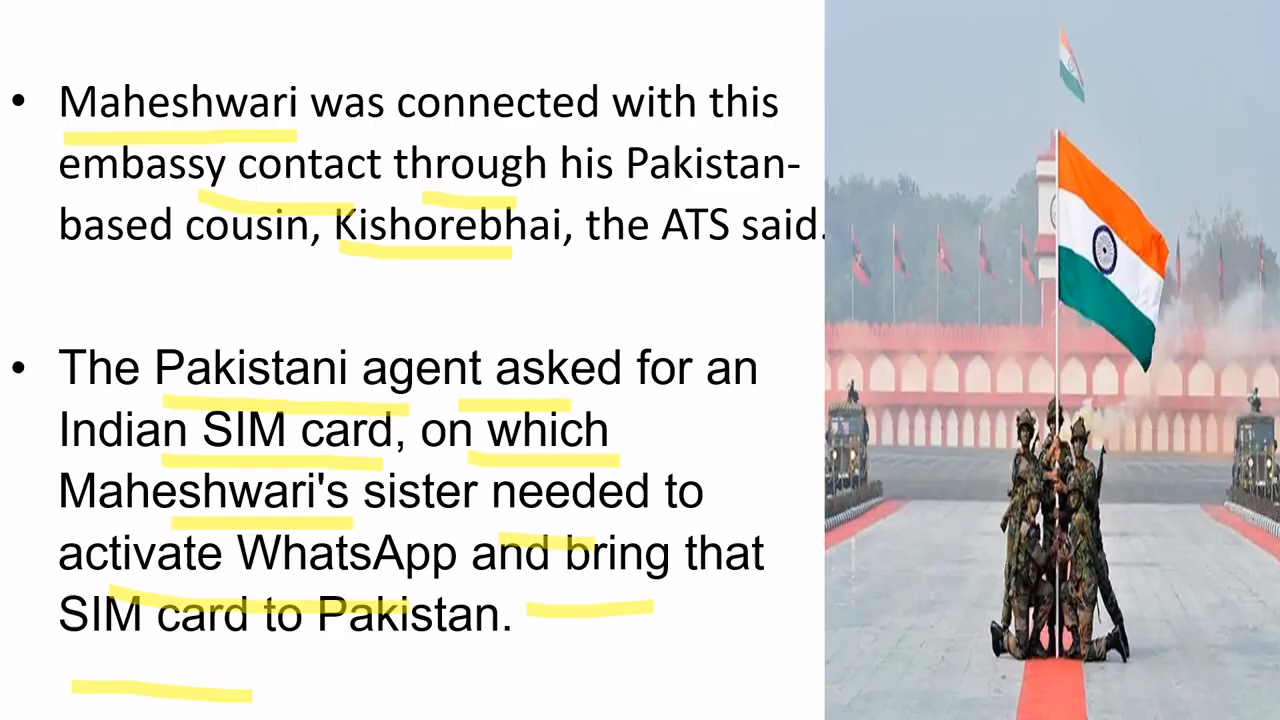 • Maheshwari was connected with this
embassy contact through his Pakistan-
based cousin, Kishorebhai, the ATS said.
• The Pakistani agent asked for an
Indian SIM card, on which
Maheshwari's sister needed to
activate WhatsApp and bring that
SIM card to Pakistan.